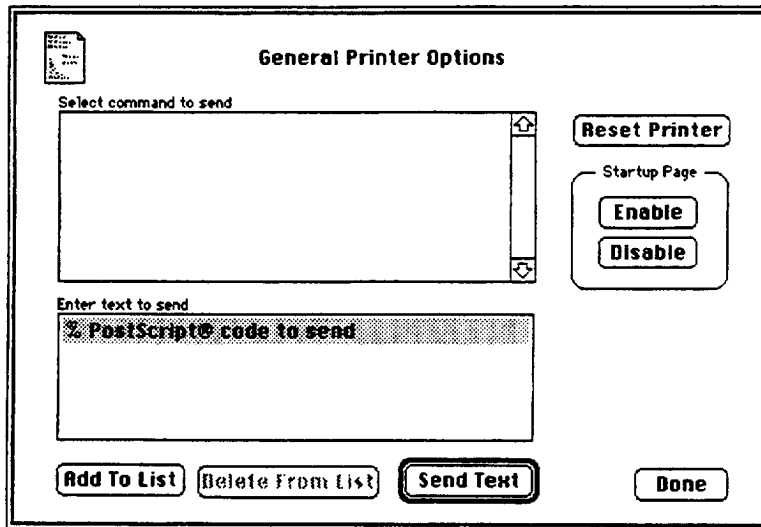 General Printer Options
Select command to send
Reset Printer
Startup Page
Enable
Disable
Enter text to send
% PostScript® code to send
Add To List
Delete From List
Send Text
Done